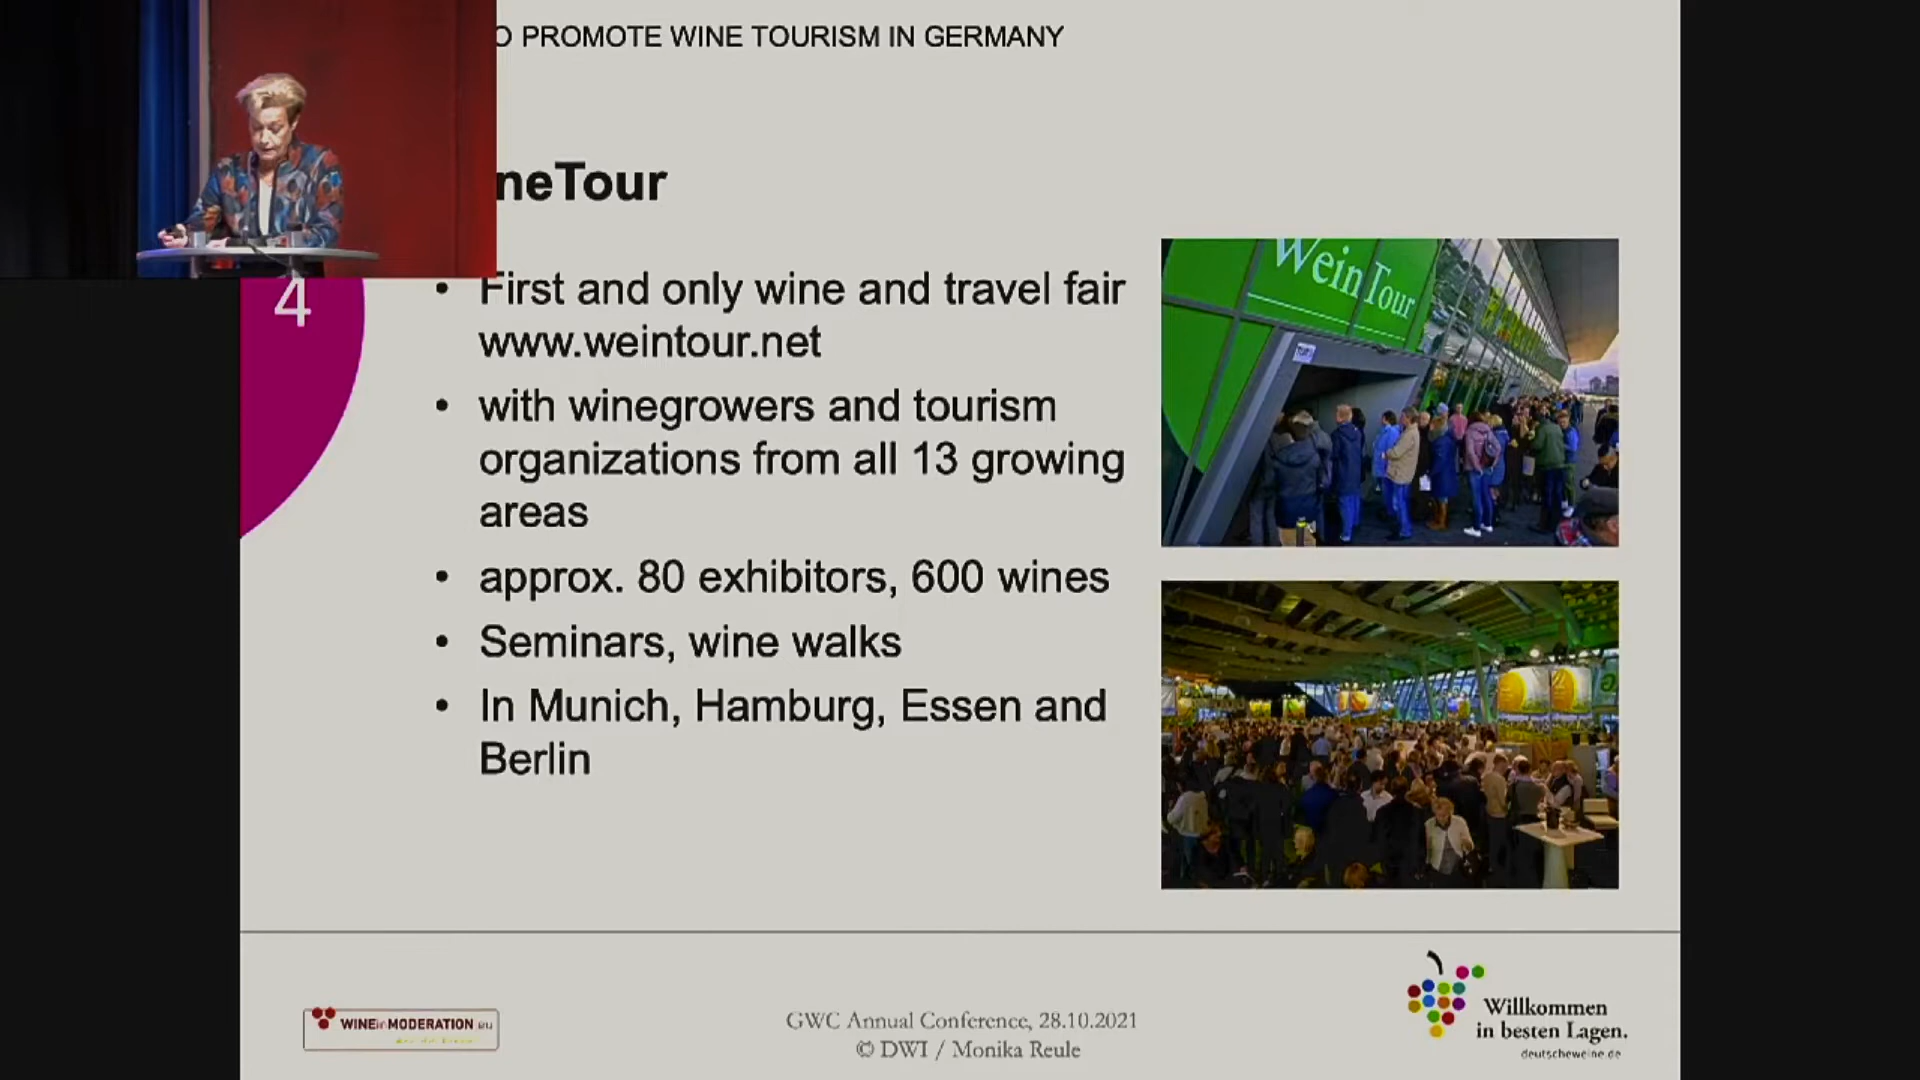 O PROMOTE WINE TOURISM IN GERMANY
neTour
4
• First and only wine and travel fair
www.weintour.net
• with winegrowers and tourism
organizations from all 13 growing
areas
• approx. 80 exhibitors, 600 wines
• Seminars, wine walks
• In Munich, Hamburg, Essen and
Berlin
WeinTour
WINEinMODERATION.eu
GWC Annual Conference, 28.10.2021
© DWI / Monika Reule
Willkommen
in besten Lagen.
deutscheweine.de